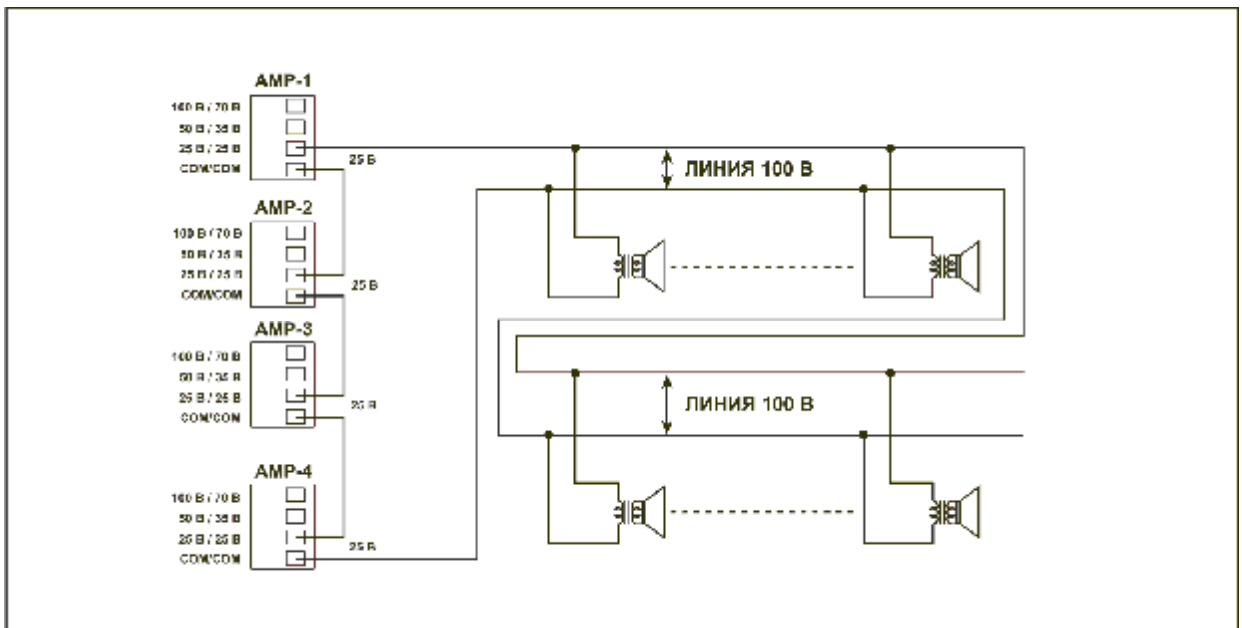 AMP-1
100 В / 70 В
50 В / 35 В
25 В / 25 В
COM/COM
25 В
ЛИНИЯ 100 В
AMP-2
100 В / 70 В
50 В / 35 В
25 В / 25 В
COM/COM
25 В
AMP-3
100 В / 70 В
50 В / 35 В
25 В / 25 В
COM/COM
25 В
ЛИНИЯ 100 В
AMP-4
100 В / 70 В
50 В / 35 В
25 В / 25 В
COM/COM
25 В